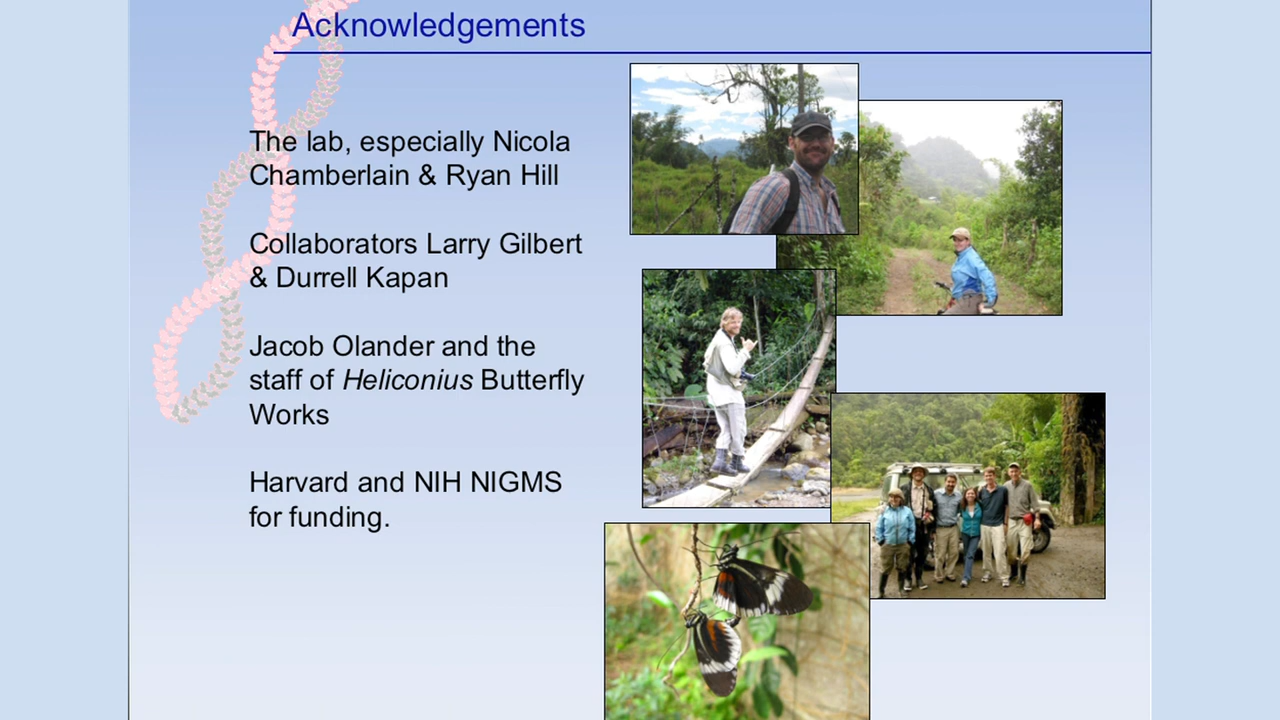 Acknowledgements
The lab, especially Nicola
Chamberlain & Ryan Hill
Collaborators Larry Gilbert
& Durrell Kapan
Jacob Olander and the
staff of Heliconius Butterfly
Works
Harvard and NIH NIGMS
for funding.